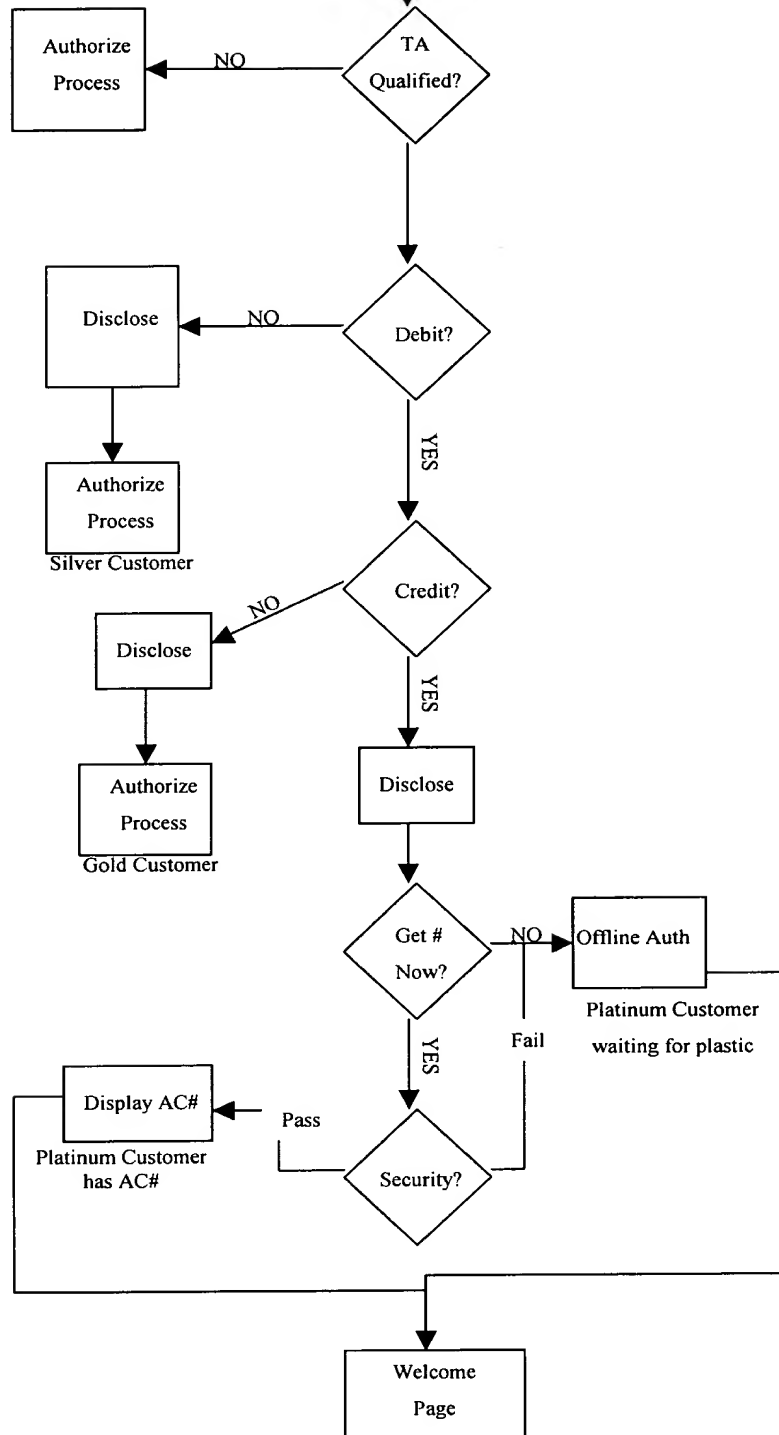 TA
Qualified?
NO
Authorize
Process
Debit?
NO
Disclose
Authorize
Process
Silver Customer
YES
Credit?
NO
Disclose
Authorize
Process
Gold Customer
YES
Disclose
Get #
Now?
NO
Offline Auth
Platinum Customer
waiting for plastic
YES
Fail
Security?
Pass
Display AC#
Platinum Customer
has AC#
Welcome
Page